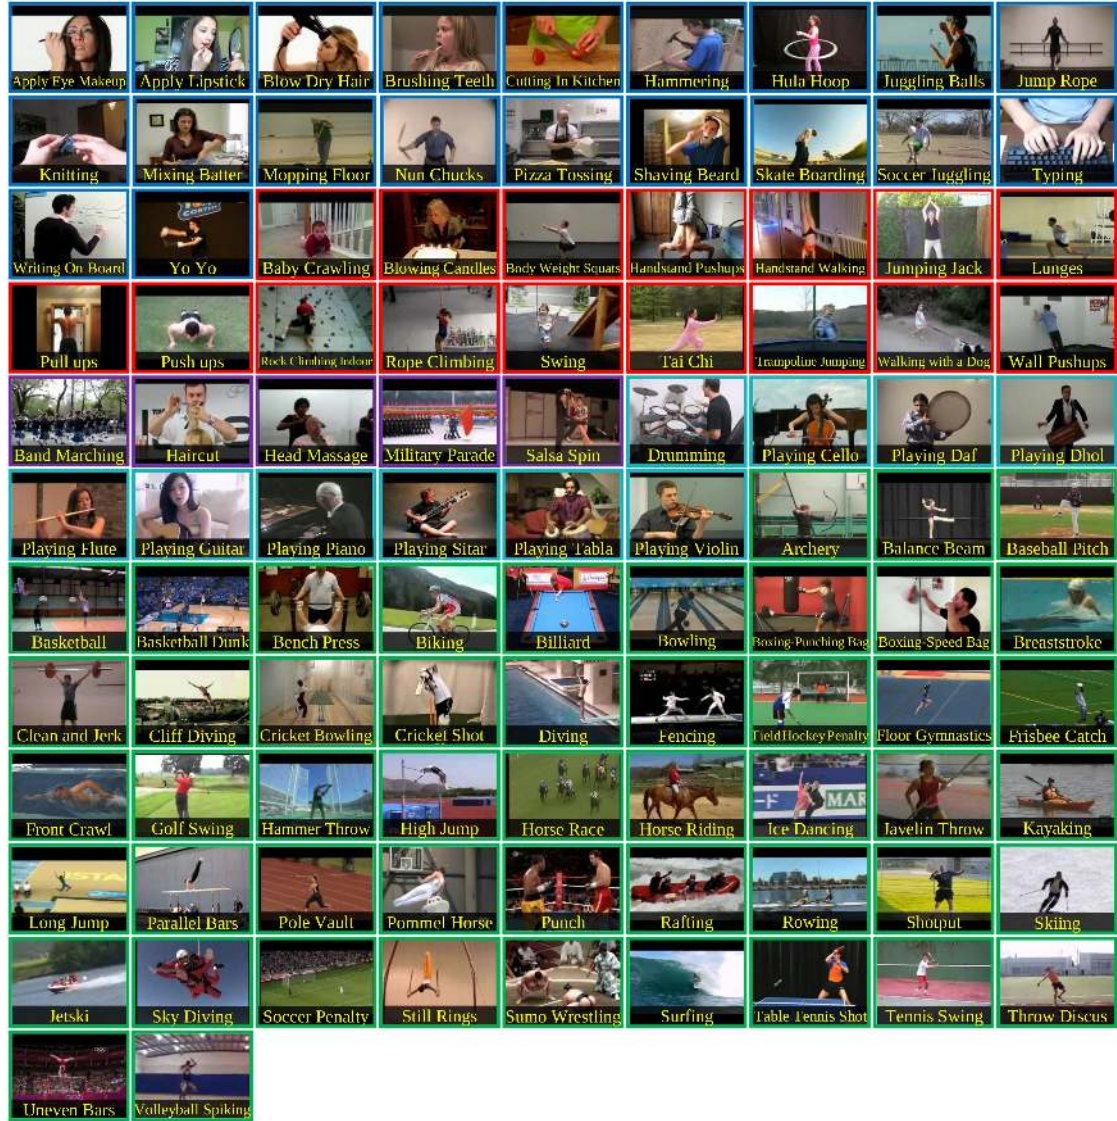 Apply Eye Makeup
Apply Lipstick
Blow Dry Hair
Brushing Teeth
Cutting In Kitchen
Hammering
Hula Hoop
Juggling Balls
Jump Rope
Knitting
Mixing Batter
Mopping Floor
Nun Chucks
Pizza Tossing
Shaving Beard
Skate Boarding
Soccer Juggling
Typing
Writing On Board
Yo Yo
Baby Crawling
Blowing Candles
Body Weight Squats
Handstand Pushups
Handstand Walking
Jumping Jack
Lunges
Pull ups
Push ups
Rock Climbing Indoor
Rope Climbing
Swing
Tai Chi
Trampoline Jumping
Walking with a Dog
Wall Pushups
Band Marching
Haircut
Head Massage
Military Parade
Salsa Spin
Drumming
Playing Cello
Playing Daf
Playing Dhol
Playing Flute
Playing Guitar
Playing Piano
Playing Sitar
Playing Tabla
Playing Violin
Archery
Balance Beam
Baseball Pitch
Basketball
Basketball Dunk
Bench Press
Biking
Billiard
Bowling
Boxing-Punching Bag
Boxing-Speed Bag
Breaststroke
Clean and Jerk
Cliff Diving
Cricket Bowling
Cricket Shot
Diving
Fencing
Field Hockey Penalty
Floor Gymnastics
Frisbee Catch
Front Crawl
Golf Swing
Hammer Throw
High Jump
Horse Race
Horse Riding
Ice Dancing
Javelin Throw
Kayaking
Long Jump
Parallel Bars
Pole Vault
Pommel Horse
Punch
Rafting
Rowing
Shotput
Skiing
Jetski
Sky Diving
Soccer Penalty
Still Rings
Sumo Wrestling
Surfing
Table Tennis Shot
Tennis Swing
Throw Discus
Uneven Bars
Volleyball Spiking